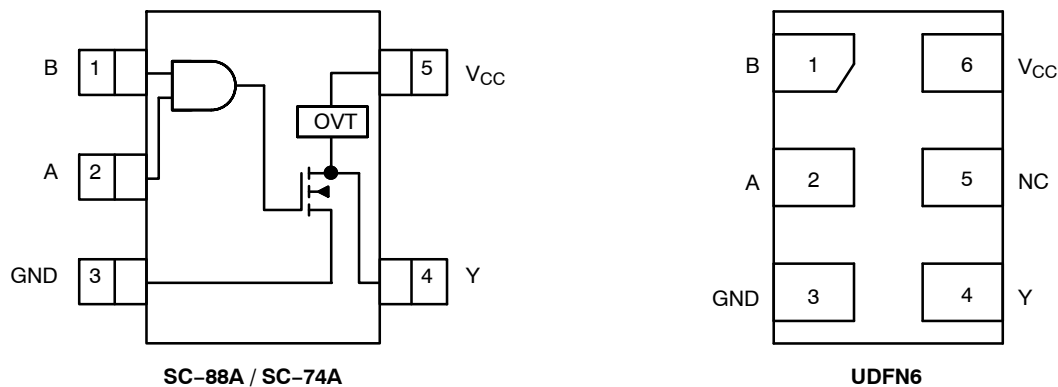 B 1 5 VCC
OVT
A 2
GND 3 4 Y
SC−88A / SC−74A
B 1 6 VCC
A 2 5 NC
GND 3 4 Y
UDFN6